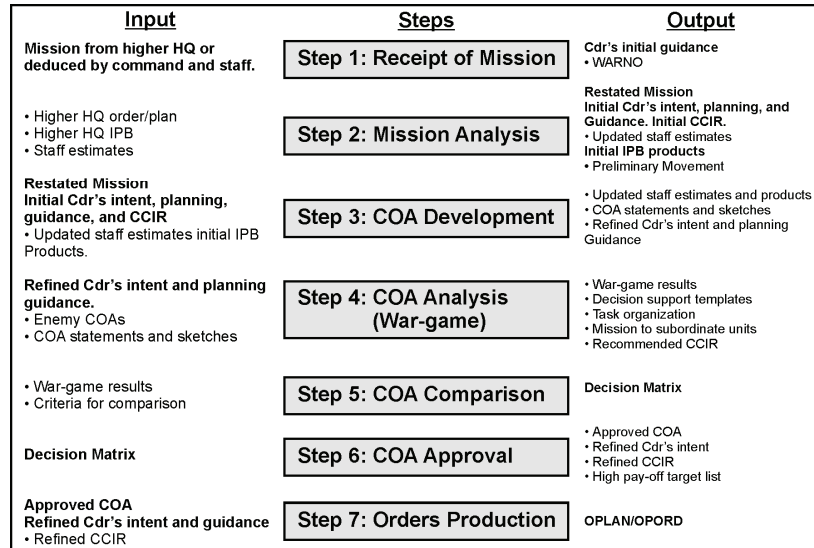 Input
Steps
Output
Mission from higher HQ or
deduced by command and staff.
Step 1: Receipt of Mission
Cdr's initial guidance
• WARNO
• Higher HQ order/plan
• Higher HQ IPB
• Staff estimates
Step 2: Mission Analysis
Restated Mission
Initial Cdr's intent, planning, and
Guidance. Initial CCIR.
• Updated staff estimates
Initial IPB products
• Preliminary Movement
Restated Mission
Initial Cdr's intent, planning,
guidance, and CCIR
• Updated staff estimates initial IPB
Products.
Step 3: COA Development
• Updated staff estimates and products
• COA statements and sketches
• Refined Cdr's intent and planning
Guidance
Refined Cdr's intent and planning
guidance.
• Enemy COAs
• COA statements and sketches
Step 4: COA Analysis
(War-game)
• War-game results
• Decision support templates
• Task organization
• Mission to subordinate units
• Recommended CCIR
• War-game results
• Criteria for comparison
Step 5: COA Comparison
Decision Matrix
Decision Matrix
Step 6: COA Approval
• Approved COA
• Refined Cdr's intent
• Refined CCIR
• High pay-off target list
Approved COA
Refined Cdr's intent and guidance
• Refined CCIR
Step 7: Orders Production
OPLAN/OPORD